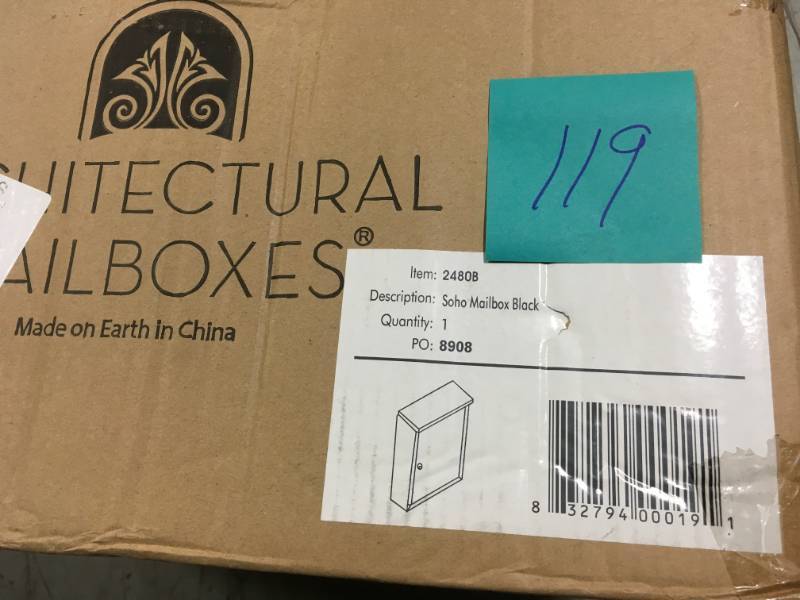 CHITECTURAL
AILBOXES®
Made on Earth in China
119
Item: 2480B
Description: Soho Mailbox Black
Quantity: 1
PO: 8908
8 32794 00019 1